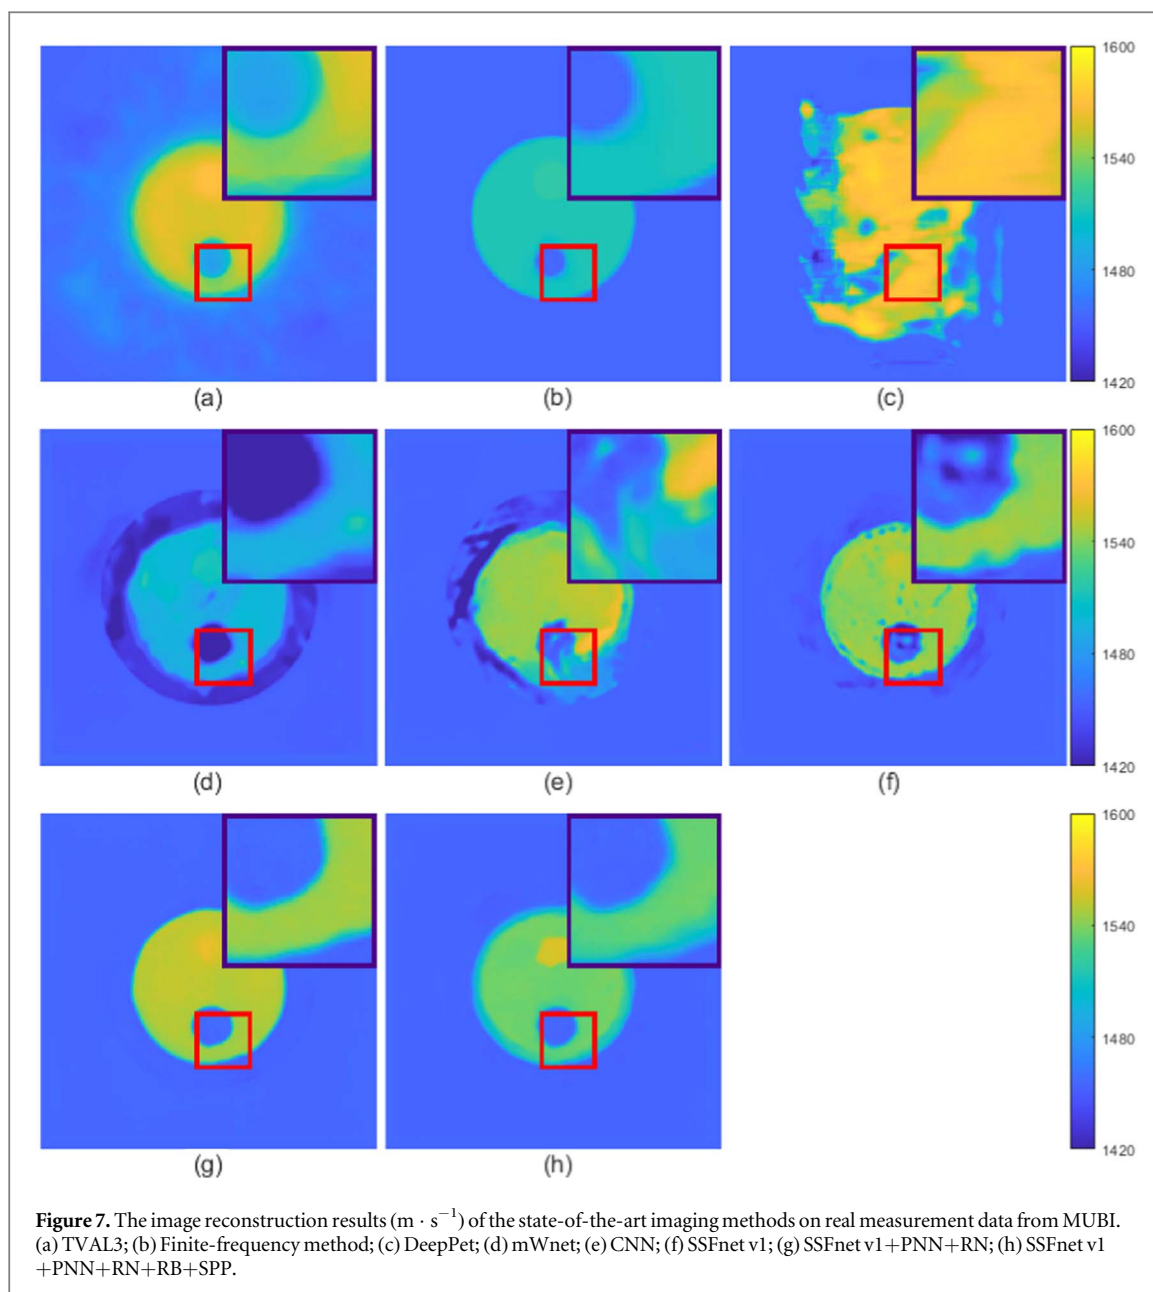 1600
1540
1480
1420
(a)
(b)
(c)
1600
1540
1480
1420
(d)
(e)
(f)
1600
1540
1480
1420
(g)
(h)
Figure 7. The image reconstruction results (m · s−1) of the state-of-the-art imaging methods on real measurement data from MUBI.
(a) TVAL3; (b) Finite-frequency method; (c) DeepPet; (d) mWnet; (e) CNN; (f) SSFnet v1; (g) SSFnet v1+PNN+RN; (h) SSFnet v1
+PNN+RN+RB+SPP.